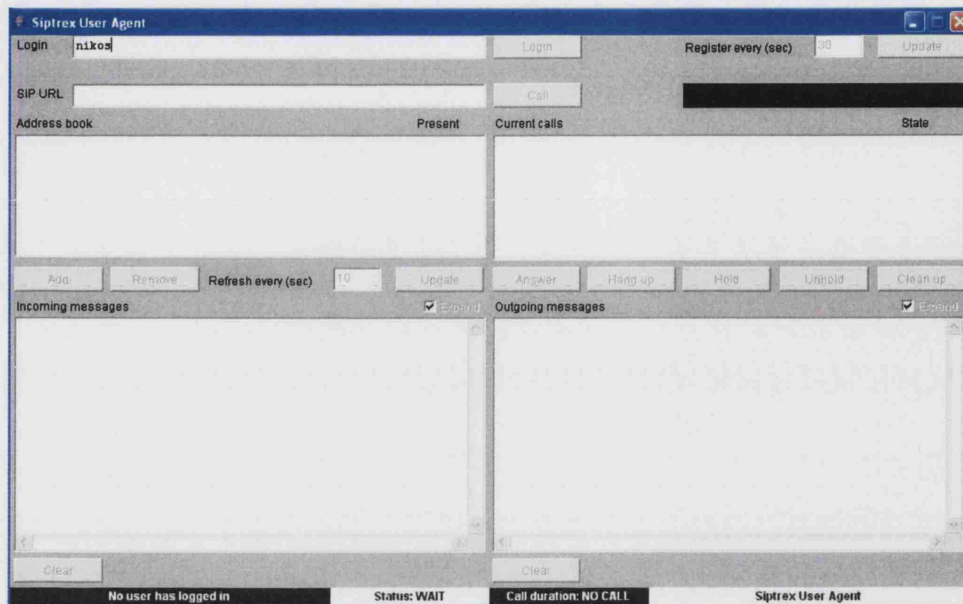 Siptrex User Agent
Login nikos Login Register every (sec) 30 Update
SIP URL Call
Address book Present Current calls State
Add Remove Refresh every (sec) 10 Update Answer Hang up Hold Unhold Clean up
Incoming messages Expand Outgoing messages Expand
Clear Clear
No user has logged in Status: WAIT Call duration: NO CALL Siptrex User Agent